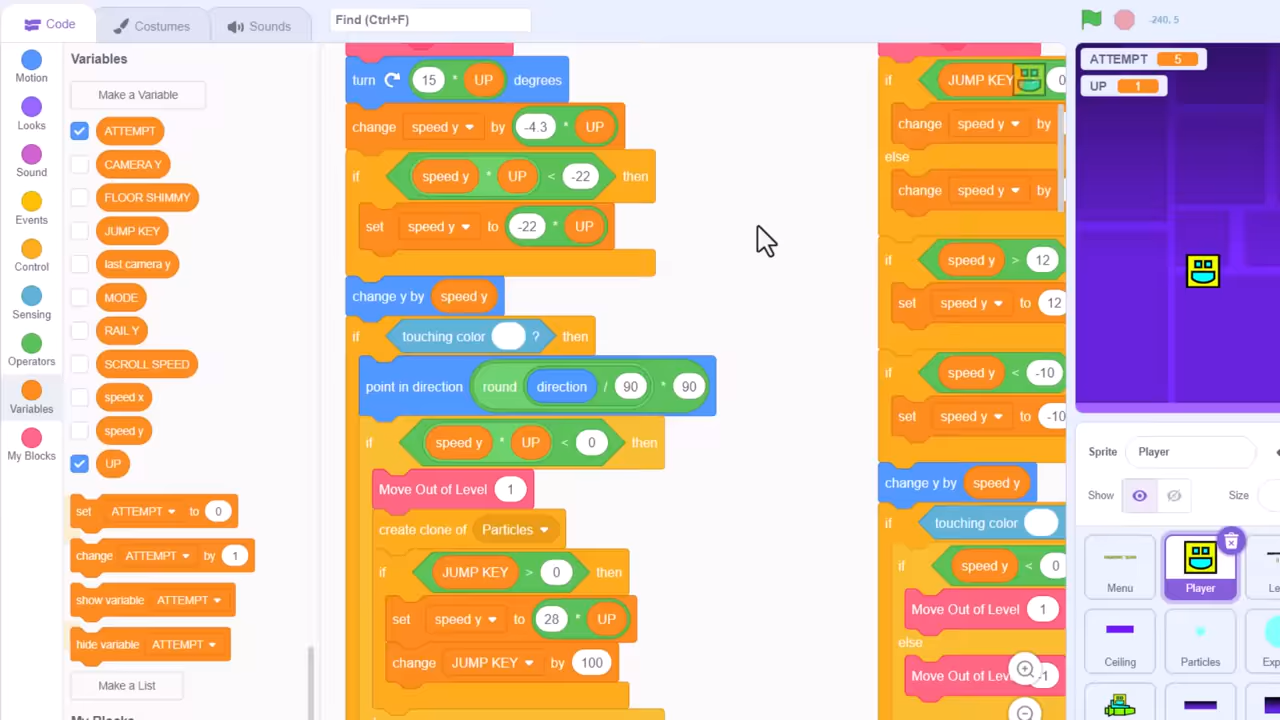 Code
Costumes
Sounds
Find (Ctrl+F)
-240, 5
Motion
Looks
Sound
Events
Control
Sensing
Operators
Variables
My Blocks
Variables
Make a Variable
ATTEMPT
CAMERA Y
FLOOR SHIMMY
JUMP KEY
last camera y
MODE
RAIL Y
SCROLL SPEED
speed x
speed y
UP
set ATTEMPT to 0
change ATTEMPT by 1
show variable ATTEMPT
hide variable ATTEMPT
Make a List
My Blocks
turn 15 * UP degrees
change speed y by -4.3 * UP
if speed y * UP < -22 then
set speed y to -22 * UP
change y by speed y
if touching color ? then
point in direction round direction / 90 * 90
if speed y * UP < 0 then
Move Out of Level 1
create clone of Particles
if JUMP KEY > 0 then
set speed y to 28 * UP
change JUMP KEY by 100
if JUMP KEY 0
change speed y by
else
change speed y by
if speed y > 12
set speed y to 12
if speed y < -10
set speed y to -10
change y by speed y
if touching color
if speed y < 0
Move Out of Level 1
else
Move Out of
ATTEMPT 5
UP 1
Sprite Player
Show
Size
Menu
Player
Ceiling
Particles